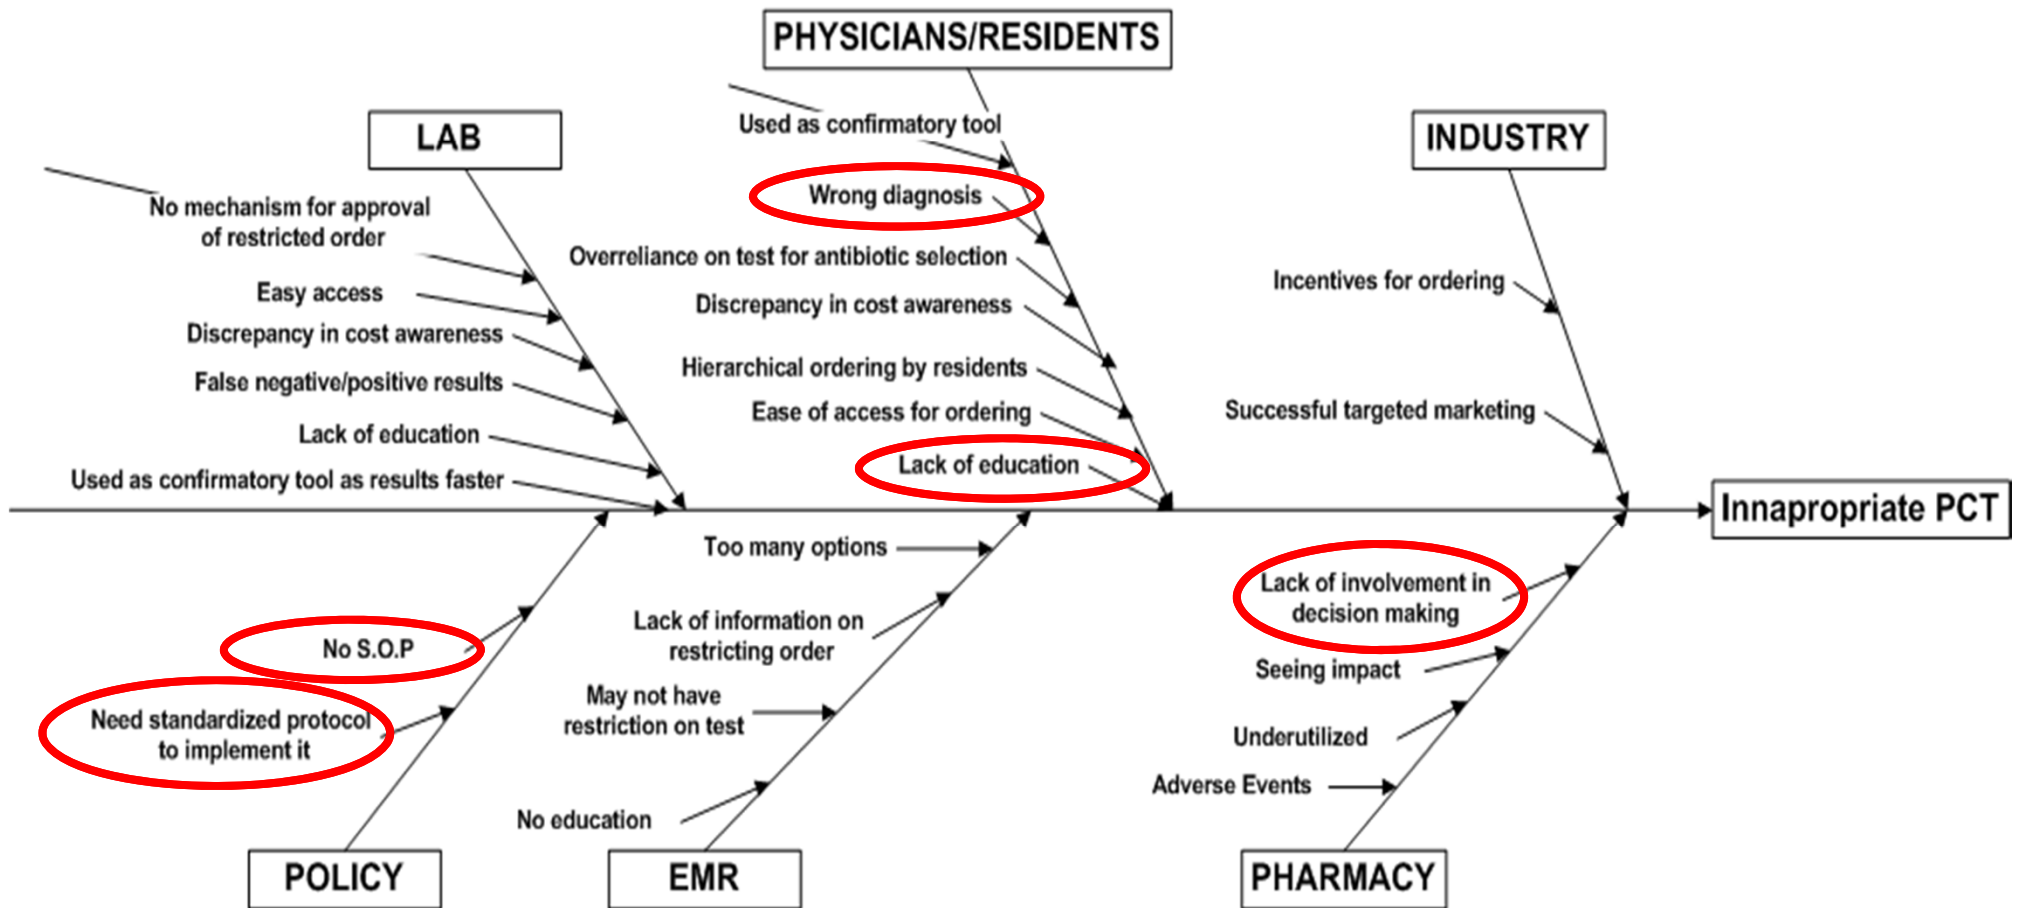 PHYSICIANS/RESIDENTS
Used as confirmatory tool
Wrong diagnosis
Overreliance on test for antibiotic selection
Discrepancy in cost awareness
Hierarchical ordering by residents
Ease of access for ordering
Lack of education
LAB
No mechanism for approval
of restricted order
Easy access
Discrepancy in cost awareness
False negative/positive results
Lack of education
Used as confirmatory tool as results faster
INDUSTRY
Incentives for ordering
Successful targeted marketing
Innapropriate PCT
No S.O.P
Need standardized protocol
to implement it
POLICY
Too many options
Lack of information on
restricting order
May not have
restriction on test
No education
EMR
Lack of involvement in
decision making
Seeing impact
Underutilized
Adverse Events
PHARMACY